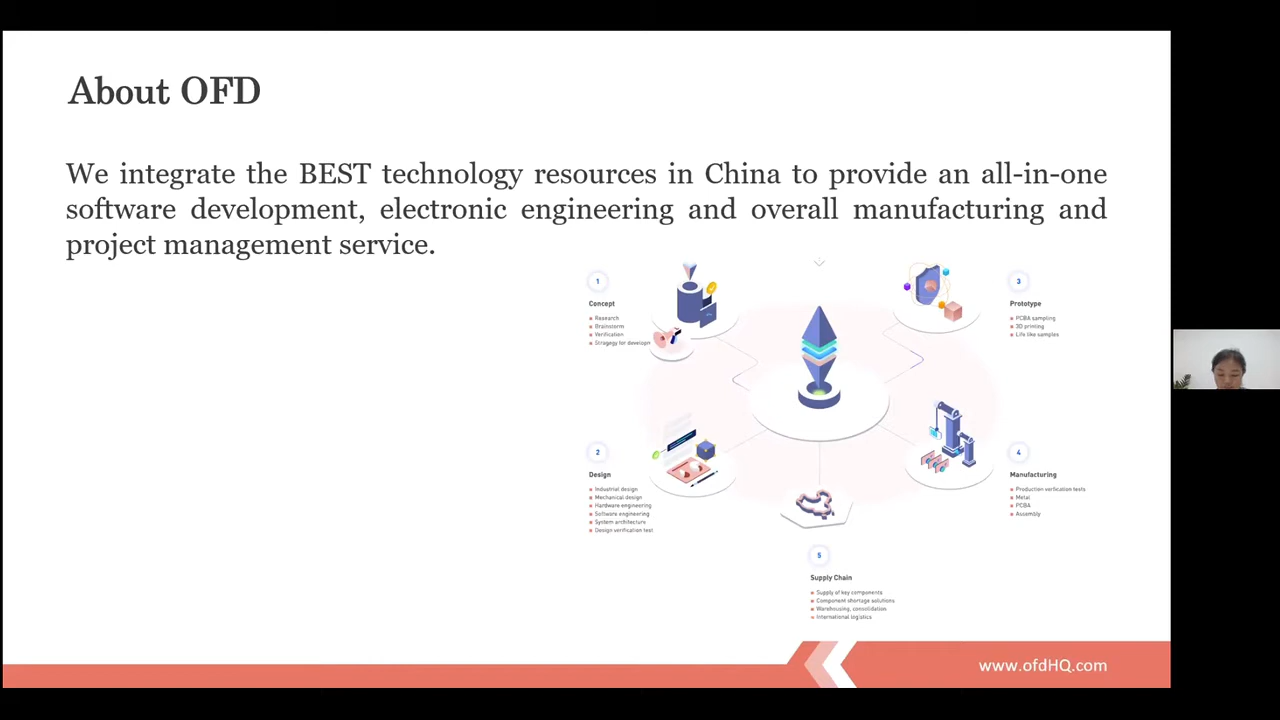 About OFD
We integrate the BEST technology resources in China to provide an all-in-one
software development, electronic engineering and overall manufacturing and
project management service.
1
Concept
Research
Brainstorm
Verification
Stragegy for developm
2
Design
Industrial design
Mechanical design
Hardware engineering
Software engineering
System architecture
Design verification test
3
Prototype
PCBA sampling
3D printing
Life like samples
4
Manufacturing
Production verfication tests
Metal
PCBA
Assembly
5
Supply Chain
Supply of key components
Component shortage solutions
Warehousing, consolidation
International logistics
www.ofdHQ.com